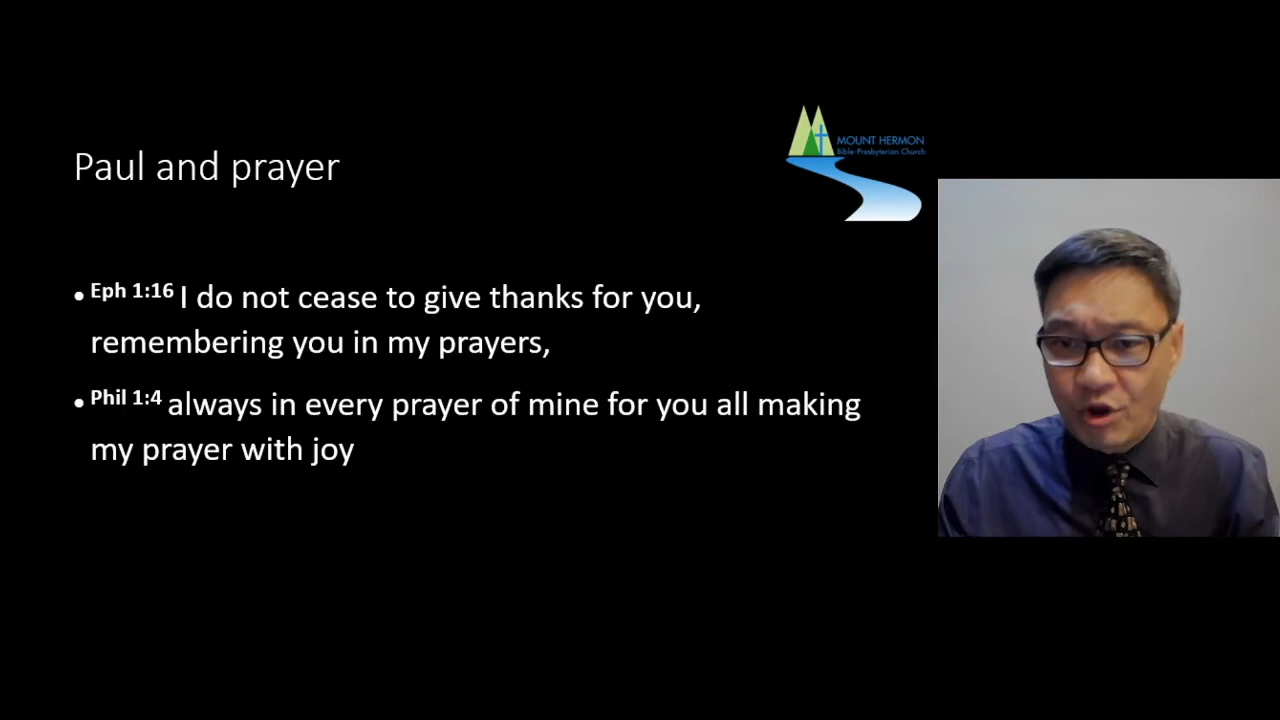 Paul and prayer
MOUNT HERMON
Bible-Presbyterian Church
• Eph 1:16 I do not cease to give thanks for you,
remembering you in my prayers,
• Phil 1:4 always in every prayer of mine for you all making
my prayer with joy